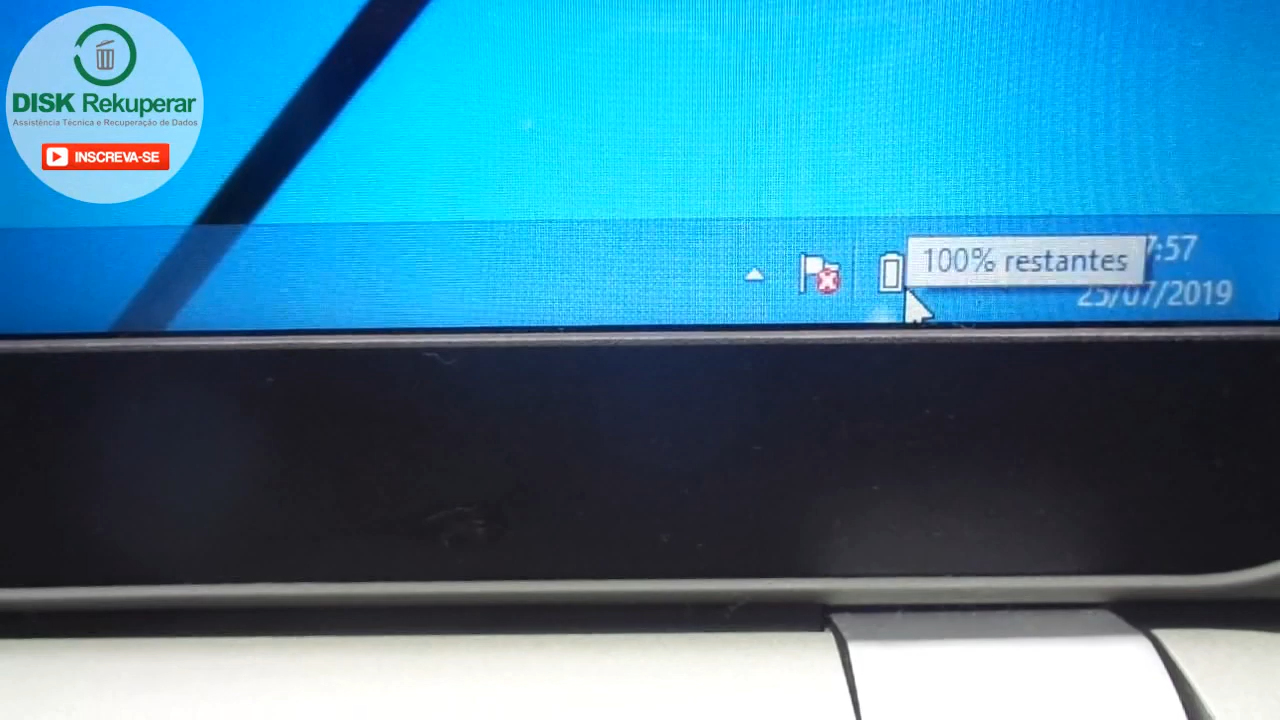 DISK Rekuperar
Assistência Técnica e Recuperação de Dados
INSCREVA-SE
100% restantes
7:57
25/07/2019